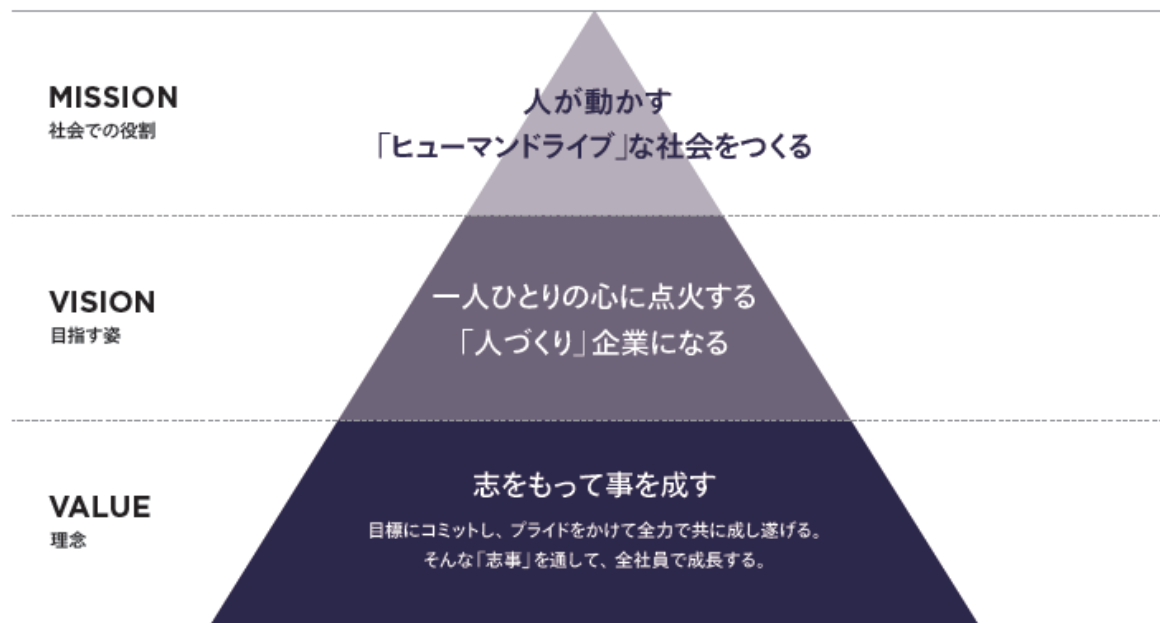 MISSION
社会での役割
人が動かす
「ヒューマンドライブ」な社会をつくる
VISION
目指す姿
一人ひとりの心に点火する
「人づくり」企業になる
VALUE
理念
志をもって事を成す
目標にコミットし、プライドをかけて全力で共に成し遂げる。
そんな「志事」を通して、全社員で成長する。